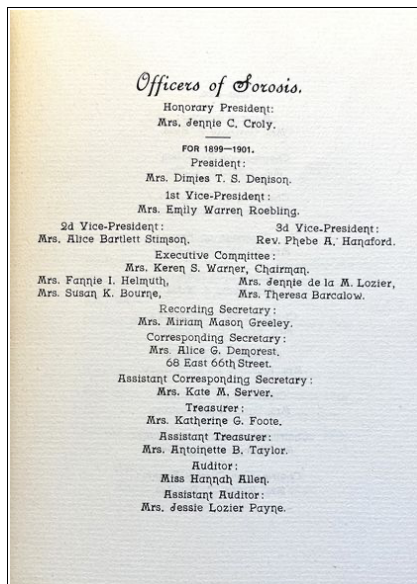 Officers of Sorosis.
Honorary President:
Mrs. Jennie C. Croly.
FOR 1899—1901.
President:
Mrs. Dimies T. S. Denison.
1st Vice-President:
Mrs. Emily Warren Roebling.
2d Vice-President: 3d Vice-President:
Mrs. Alice Bartlett Stimson. Rev. Phebe A. Hanaford.
Executive Committee:
Mrs. Keren S. Warner, Chairman.
Mrs. Fannie I. Helmuth, Mrs. Jennie de la M. Lozier,
Mrs. Susan K. Bourne, Mrs. Theresa Barcalow.
Recording Secretary:
Mrs. Miriam Mason Greeley.
Corresponding Secretary:
Mrs. Alice G. Demorest.
68 East 66th Street.
Assistant Corresponding Secretary:
Mrs. Kate M. Server.
Treasurer:
Mrs. Katherine G. Foote.
Assistant Treasurer:
Mrs. Antoinette B. Taylor.
Auditor:
Miss Hannah Allen.
Assistant Auditor:
Mrs. Jessie Lozier Payne.